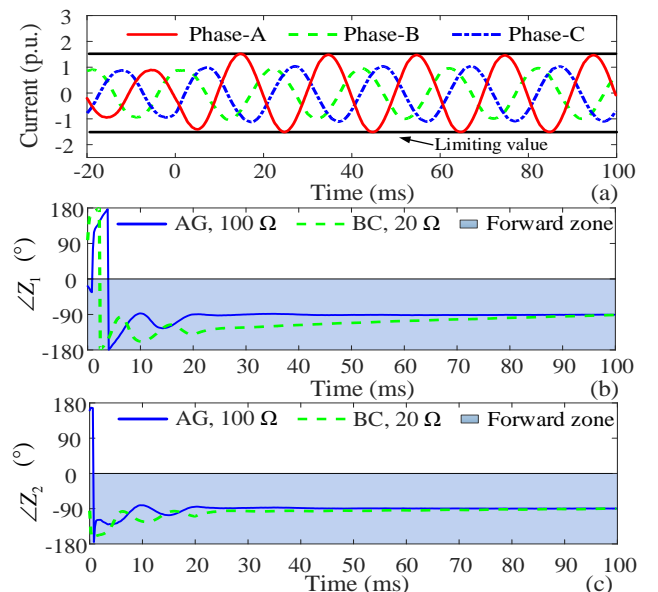 3
Phase-A
Phase-B
Phase-C
2
1
0
-1
-2
Current (p.u.)
Limiting value
-20
0
20
40
60
80
100
Time (ms)
(a)
180
AG, 100 Ω
BC, 20 Ω
Forward zone
90
0
-90
-180
∠Z1 (°)
0
10
20
30
40
50
60
70
80
90
100
Time (ms)
(b)
180
AG, 100 Ω
BC, 20 Ω
Forward zone
90
0
-90
-180
∠Z2 (°)
0
10
20
30
40
50
60
70
80
90
100
Time (ms)
(c)